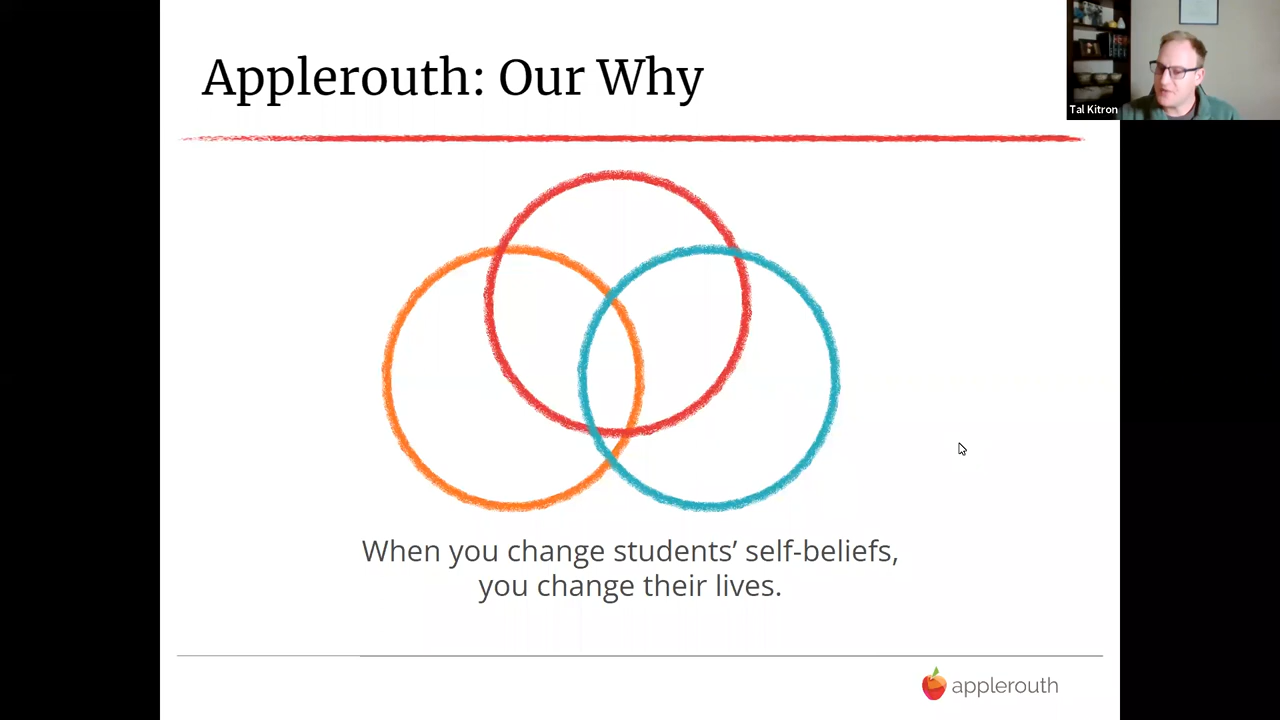 Applerouth: Our Why
Tal Kitron
When you change students’ self-beliefs,
you change their lives.
applerouth